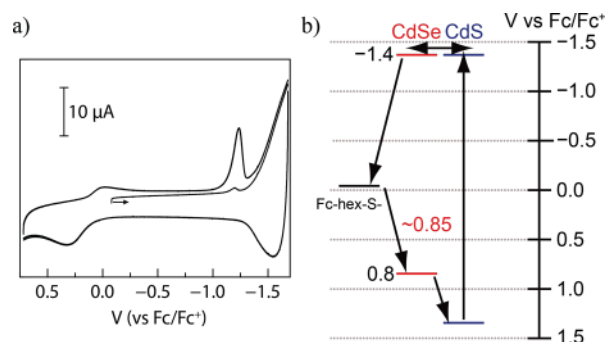 a)
10 µA
0.5 0.0 -0.5 -1.0 -1.5
V (vs Fc/Fc⁺)
b)
CdSe CdS
V vs Fc/Fc⁺
−1.4
Fc-hex-S-
~0.85
0.8
−1.5
−1.0
−0.5
0.0
0.5
1.0
1.5